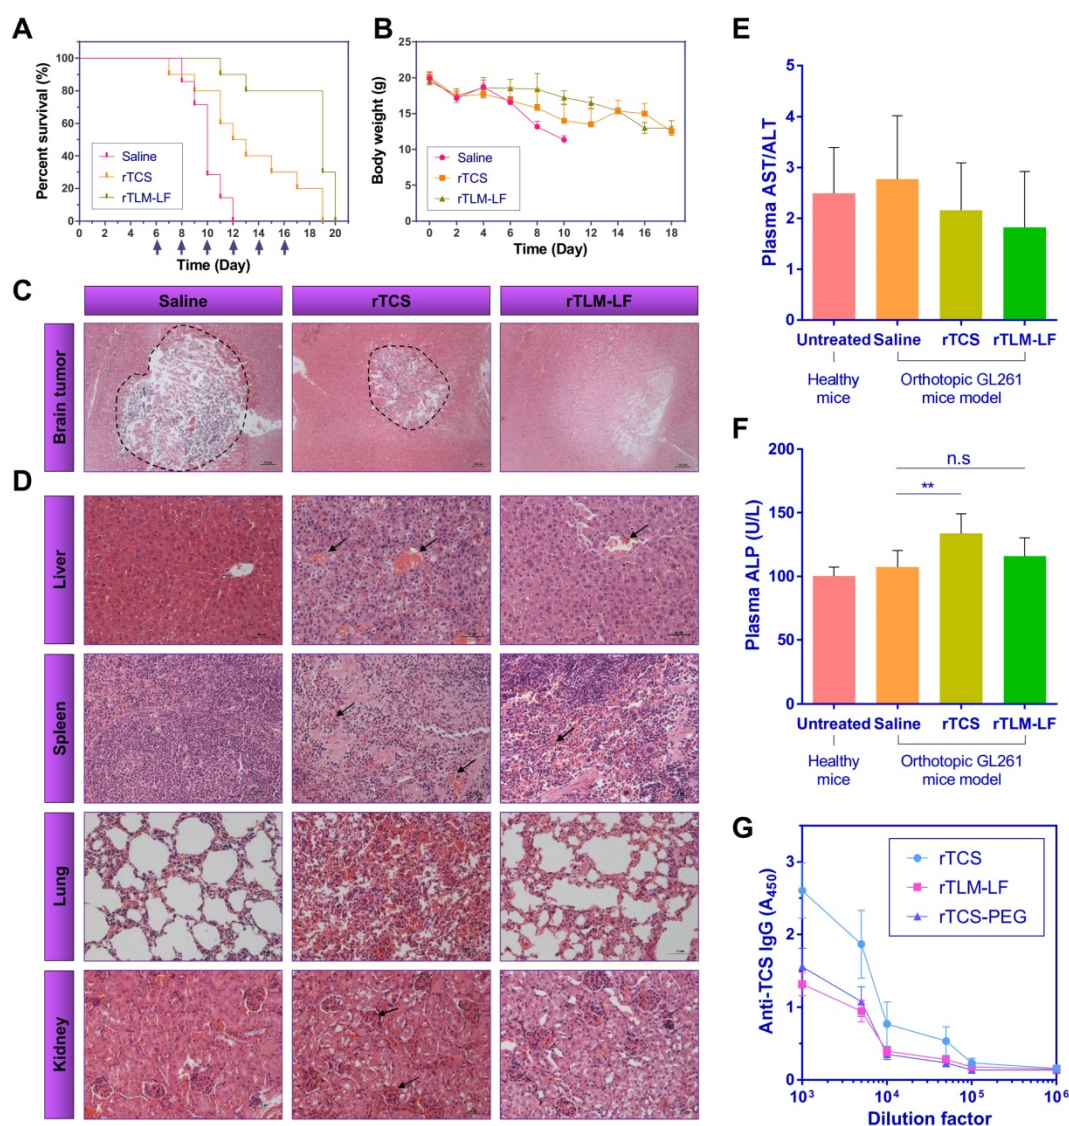 A
Percent survival (%)
100
80
60
40
20
0
Saline
rTCS
rTLM-LF
0 2 4 6 8 10 12 14 16 18 20
Time (Day)
B
Body weight (g)
25
20
15
10
5
0
Saline
rTCS
rTLM-LF
0 2 4 6 8 10 12 14 16 18
Time (Day)
C
Saline rTCS rTLM-LF
Brain tumor
D
Liver
Spleen
Lung
Kidney
E
Plasma AST/ALT
5
4
3
2
1
0
Untreated Saline rTCS rTLM-LF
Healthy
mice
Orthotopic GL261
mice model
F
Plasma ALP (U/L)
200
150
100
50
0
n.s
**
Untreated Saline rTCS rTLM-LF
Healthy
mice
Orthotopic GL261
mice model
G
Anti-TCS IgG (A₄₅₀)
3
2
1
0
rTCS
rTLM-LF
rTCS-PEG
10³ 10⁴ 10⁵ 10⁶
Dilution factor